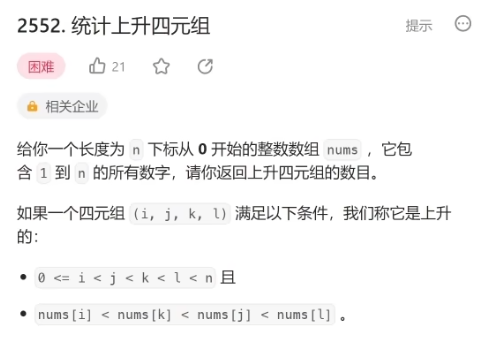 2552. 统计上升四元组
提示
困难 21
相关企业
给你一个长度为 n 下标从 0 开始的整数数组 nums ，它包
含 1 到 n 的所有数字，请你返回上升四元组的数目。
如果一个四元组 (i, j, k, l) 满足以下条件，我们称它是上升
的：
• 0 <= i < j < k < l < n 且
• nums[i] < nums[k] < nums[j] < nums[l] 。